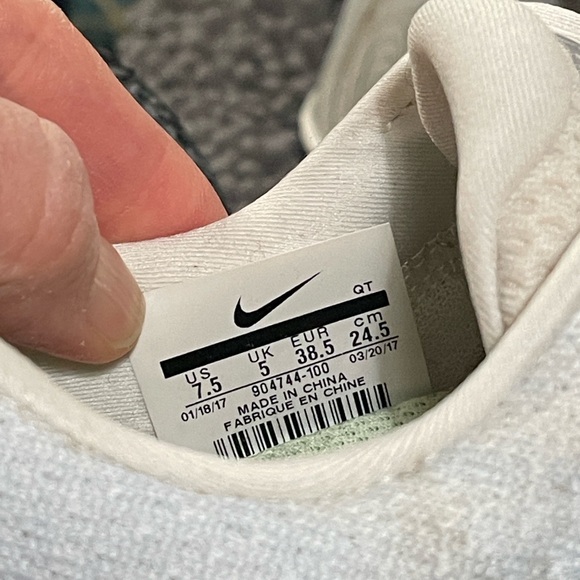 QT
US UK EUR cm
7.5 5 38.5 24.5
01/18/17 904744-100 03/20/17
MADE IN CHINA
FABRIQUE EN CHINE